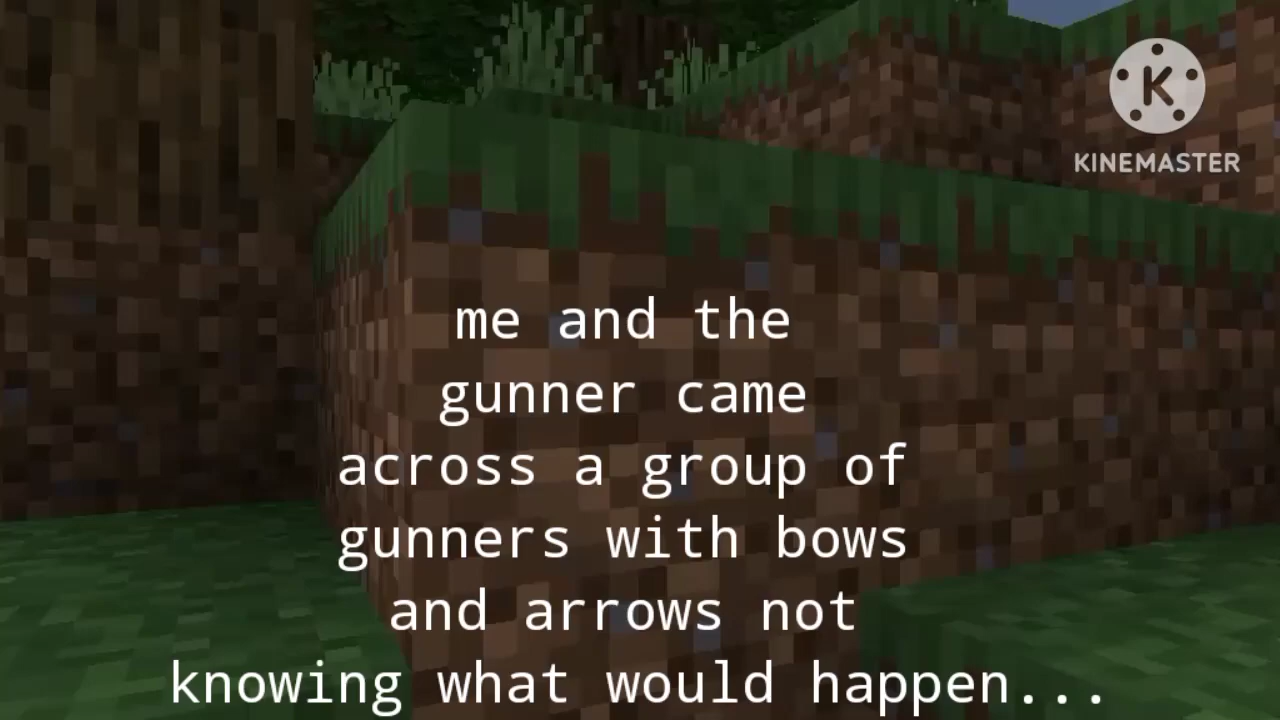 K
KINEMASTER
me and the
gunner came
across a group of
gunners with bows
and arrows not
knowing what would happen...